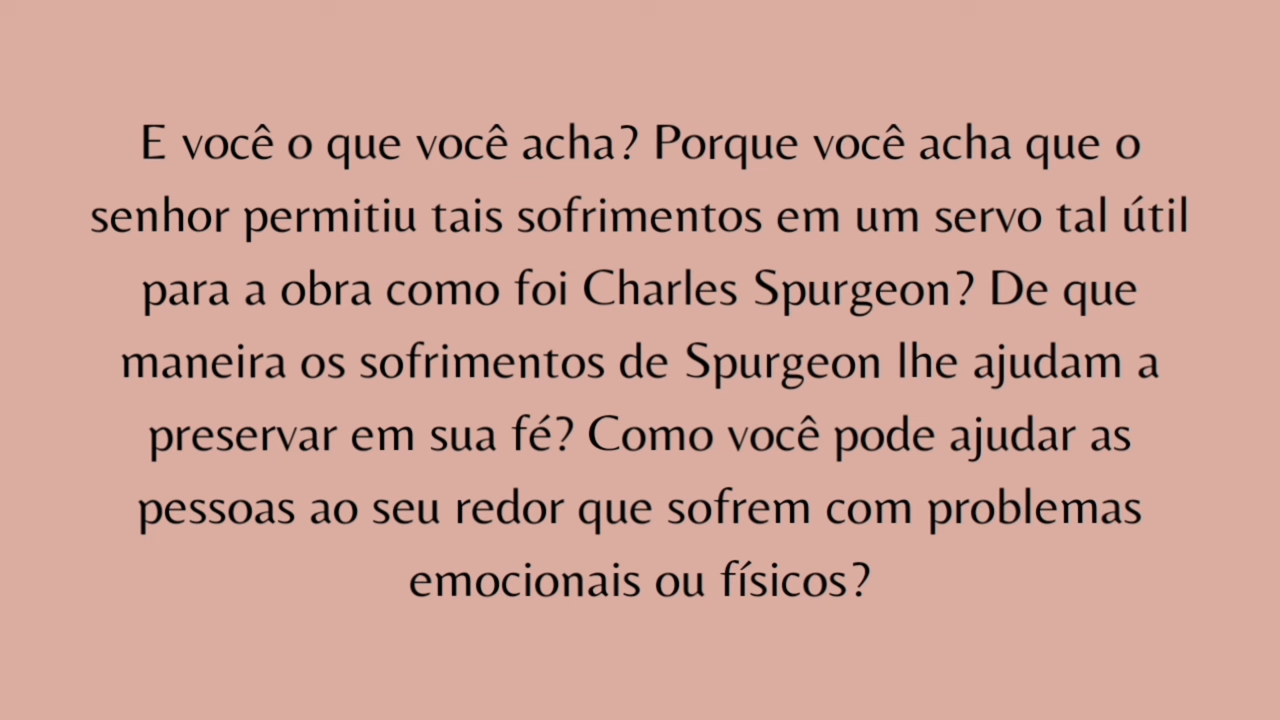 E você o que você acha? Porque você acha que o
senhor permitiu tais sofrimentos em um servo tal útil
para a obra como foi Charles Spurgeon? De que
maneira os sofrimentos de Spurgeon lhe ajudam a
preservar em sua fé? Como você pode ajudar as
pessoas ao seu redor que sofrem com problemas
emocionais ou físicos?